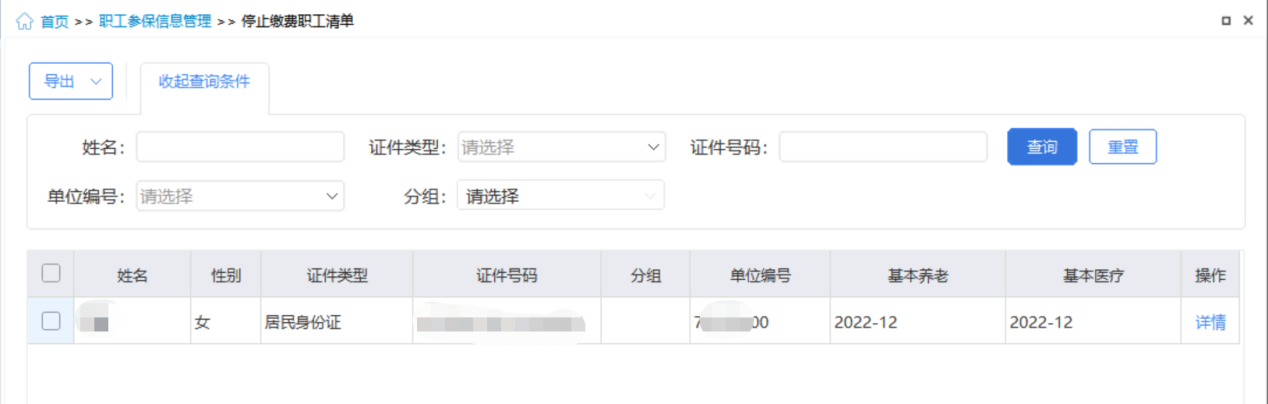 首页 >> 职工参保信息管理 >> 停止缴费职工清单
导出 收起查询条件
姓名： 证件类型： 请选择 证件号码： 查询 重置
单位编号： 请选择 分组： 请选择
姓名 性别 证件类型 证件号码 分组 单位编号 基本养老 基本医疗 操作
女 居民身份证 7 00 2022-12 2022-12 详情